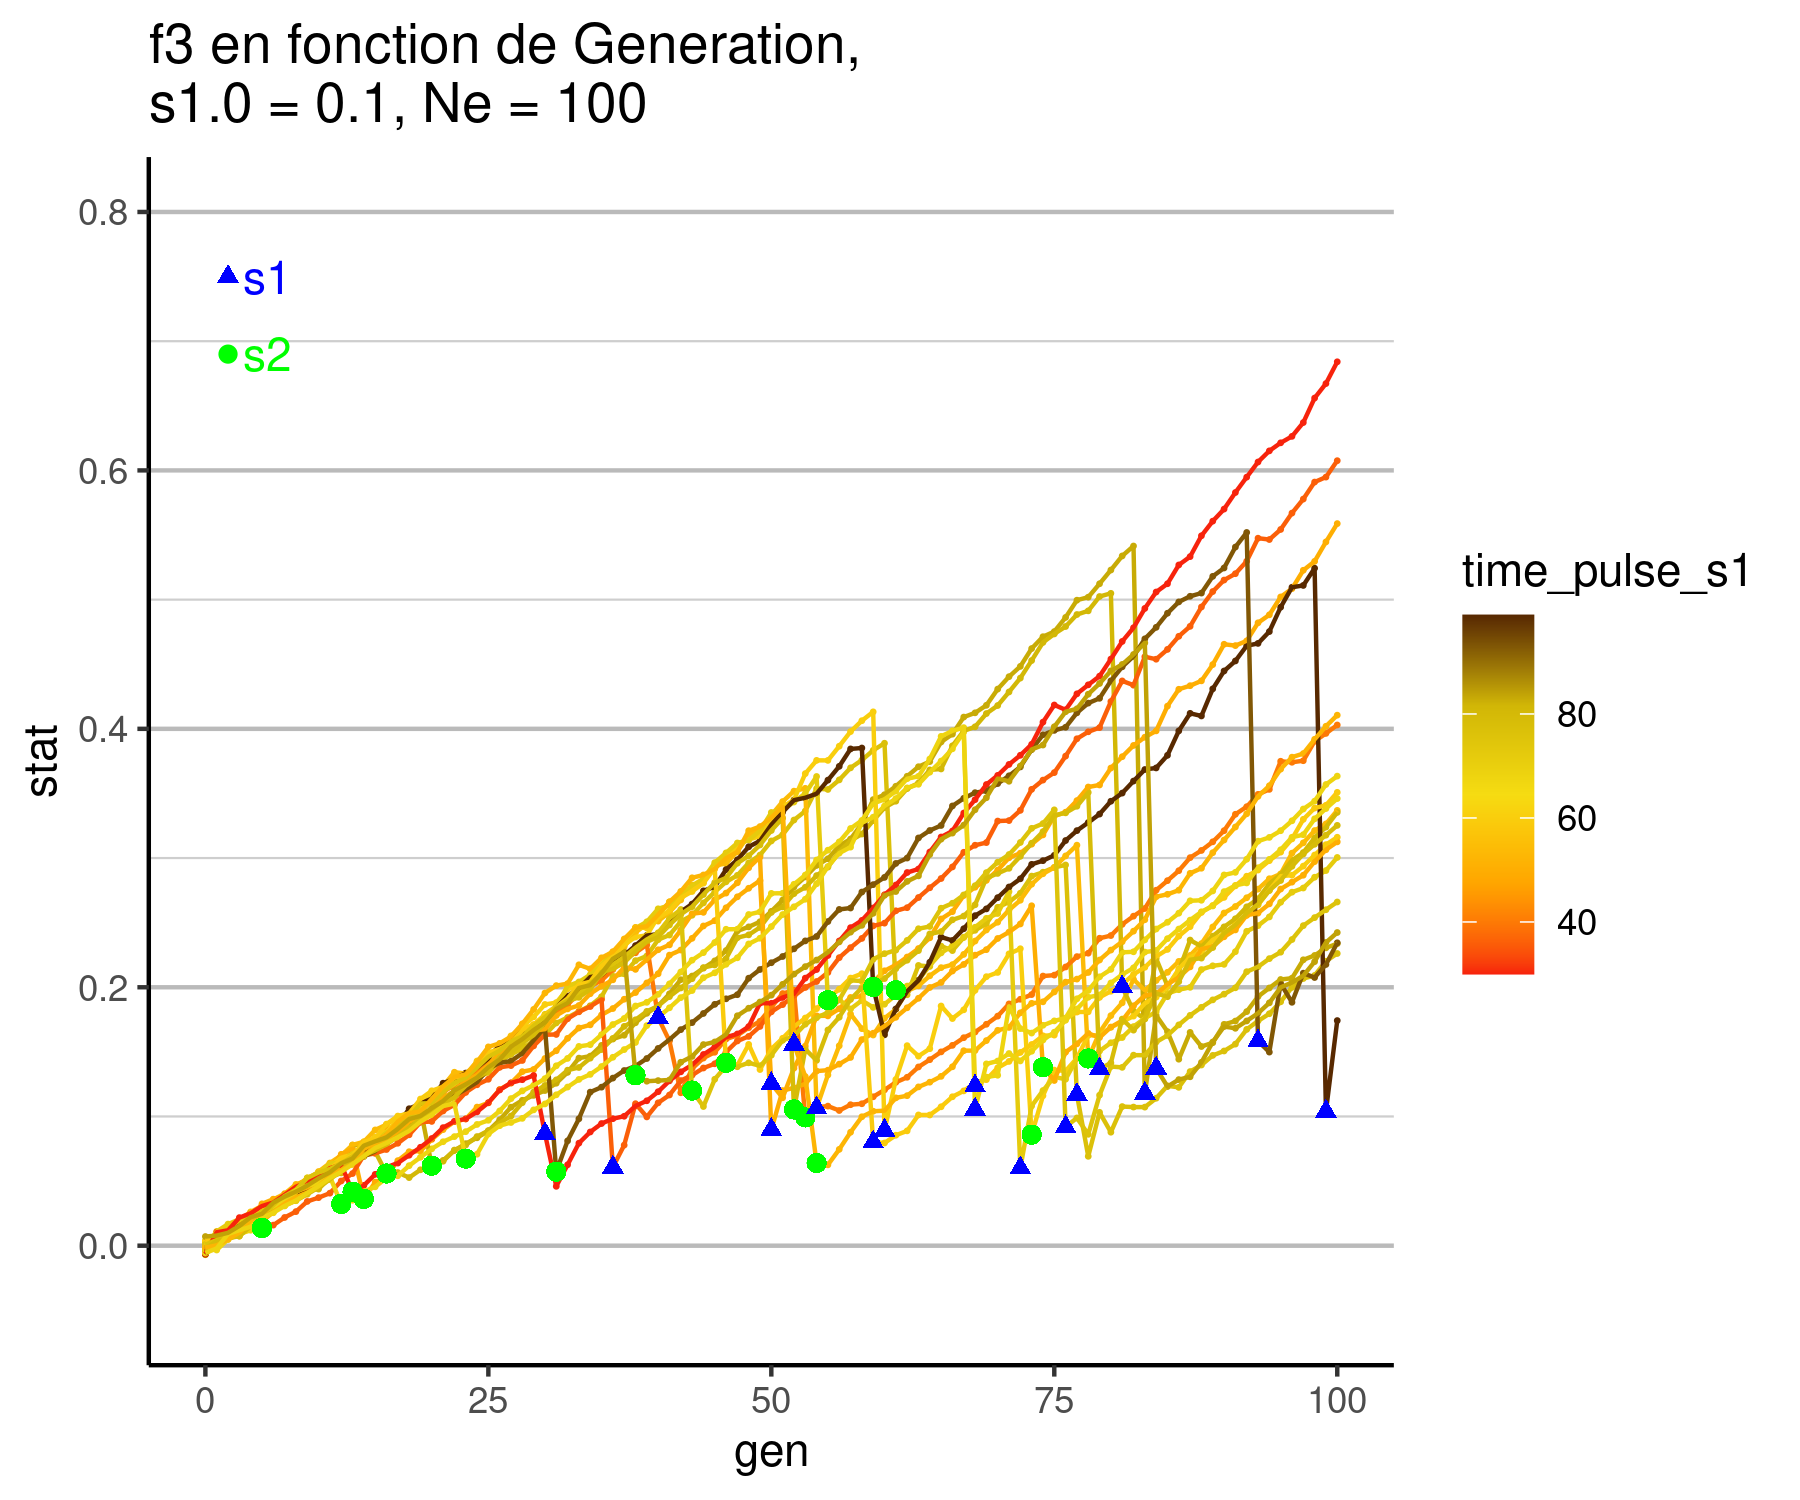 f3 en fonction de Generation,
s1.0 = 0.1, Ne = 100
0.8
s1
s2
0.6
0.4
0.2
0.0
stat
0 25 50 75 100
gen
time_pulse_s1
80
60
40